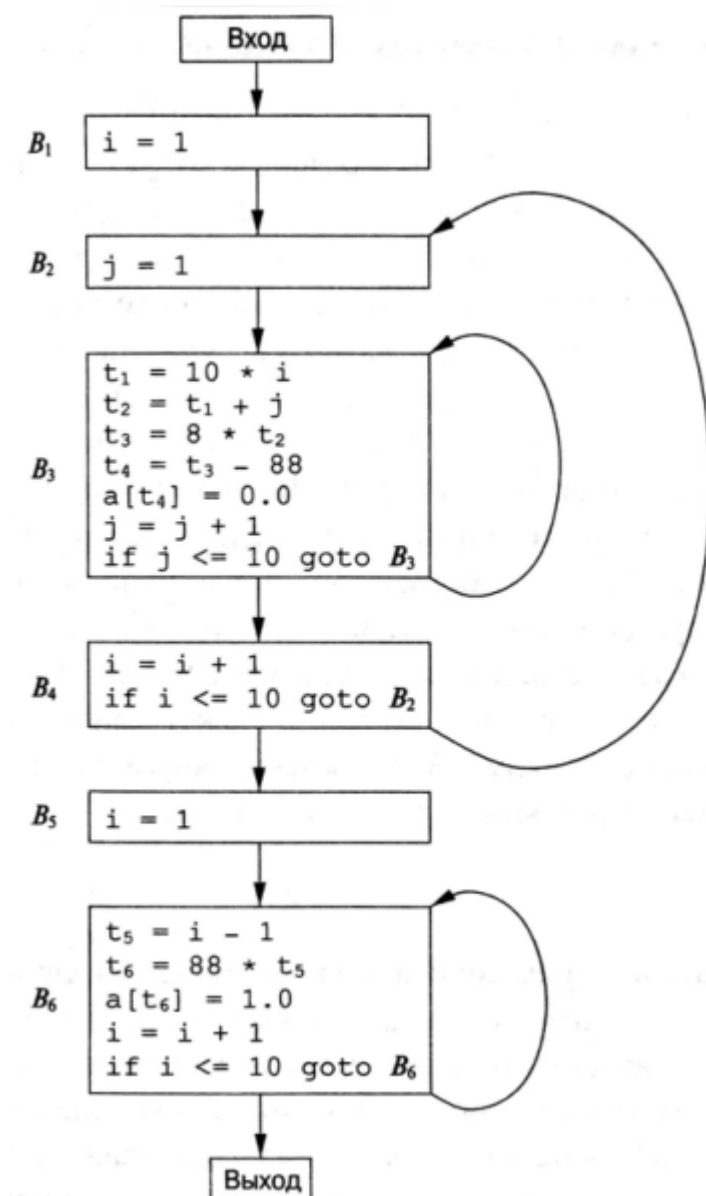 Вход
B₁ i = 1
B₂ j = 1
t₁ = 10 * i
t₂ = t₁ + j
t₃ = 8 * t₂
B₃ t₄ = t₃ - 88
a[t₄] = 0.0
j = j + 1
if j <= 10 goto B₃
i = i + 1
B₄ if i <= 10 goto B₂
B₅ i = 1
t₅ = i - 1
t₆ = 88 * t₅
B₆ a[t₆] = 1.0
i = i + 1
if i <= 10 goto B₆
Выход